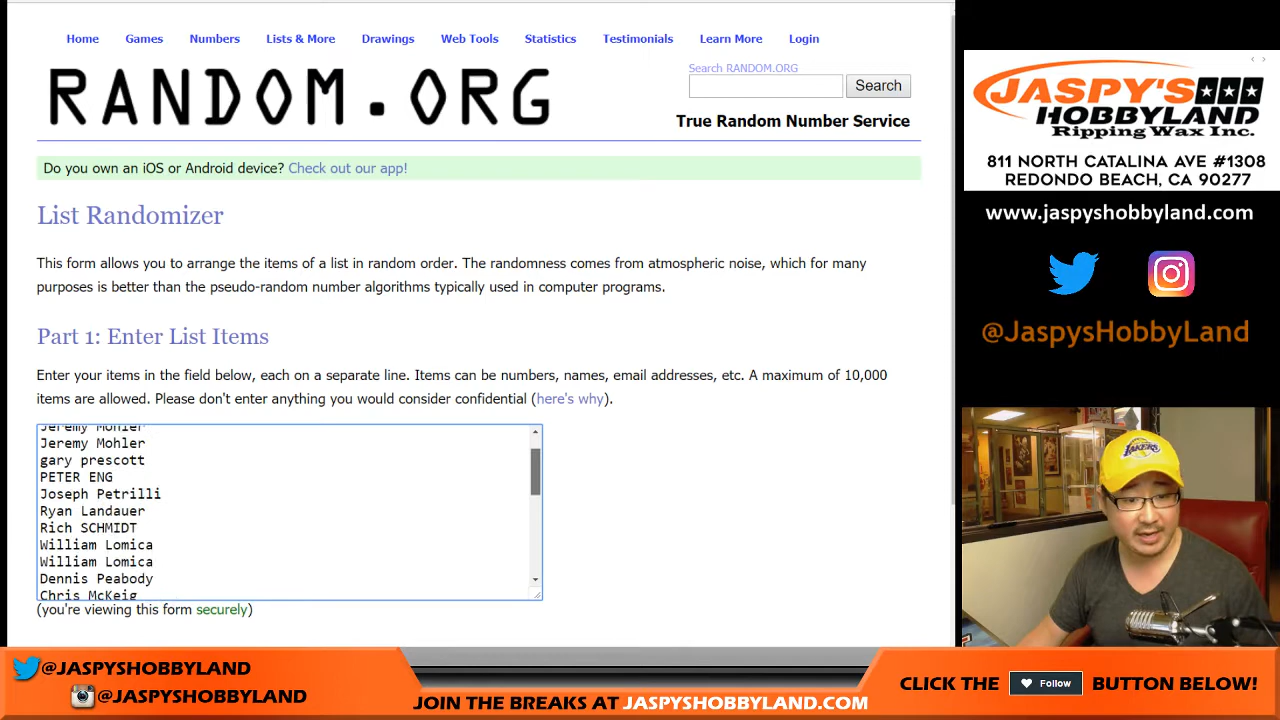 Home Games Numbers Lists & More Drawings Web Tools Statistics Testimonials Learn More Login
RANDOM.ORG
Search RANDOM.ORG
Search
True Random Number Service
Do you own an iOS or Android device? Check out our app!
List Randomizer
This form allows you to arrange the items of a list in random order. The randomness comes from atmospheric noise, which for many
purposes is better than the pseudo-random number algorithms typically used in computer programs.
Part 1: Enter List Items
Enter your items in the field below, each on a separate line. Items can be numbers, names, email addresses, etc. A maximum of 10,000
items are allowed. Please don't enter anything you would consider confidential (here's why).
Jeremy Mohler
Jeremy Mohler
gary prescott
PETER ENG
Joseph Petrilli
Ryan Landauer
Rich SCHMIDT
William Lomica
William Lomica
Dennis Peabody
Chris McKeig
(you're viewing this form securely)
JASPY'S
HOBBYLAND
Ripping Wax Inc.
811 NORTH CATALINA AVE #1308
REDONDO BEACH, CA 90277
www.jaspyshobbyland.com
@JaspysHobbyLand
LAKERS
@JASPYSHOBBYLAND
@JASPYSHOBBYLAND
JOIN THE BREAKS AT JASPYSHOBBYLAND.COM
CLICK THE Follow BUTTON BELOW!